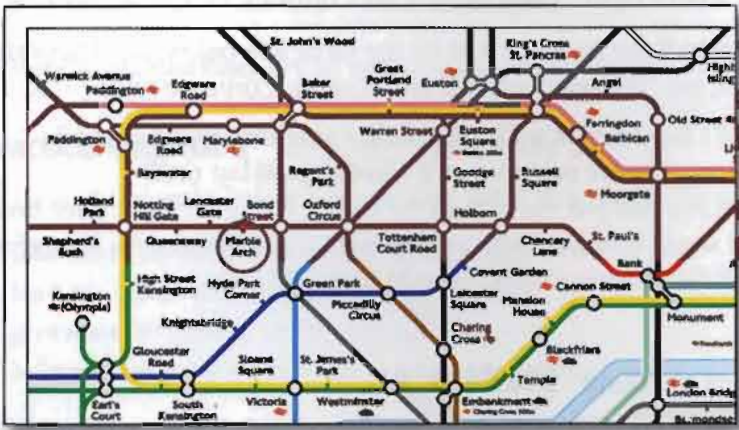 St. John's Wood
King's Cross
St. Pancras
Warwick Avenue
Paddington
Edgware
Road
Baker
Street
Great
Portland
Street
Euston
Angel
Paddington
Edgware
Road
Marylebone
Warren Street
Euston
Square
Farringdon
Barbican
Old Street
Bayswater
Regent's
Park
Goodge
Street
Russell
Square
Moorgate
Holland
Park
Notting
Hill Gate
Lancaster
Gate
Bond
Street
Oxford
Circus
Holborn
Shepherd's
Bush
Queensway
Marble
Arch
Tottenham
Court Road
Chancery
Lane
St. Paul's
Bank
Kensington
(Olympia)
High Street
Kensington
Hyde Park
Corner
Green Park
Piccadilly
Circus
Covent Garden
Leicester
Square
Cannon Street
Mansion
House
Monument
Knightsbridge
Charing
Cross
Blackfriars
Gloucester
Road
Sloane
Square
St. James's
Park
Temple
Earl's
Court
South
Kensington
Victoria
Westminster
Embankment
London Bridg